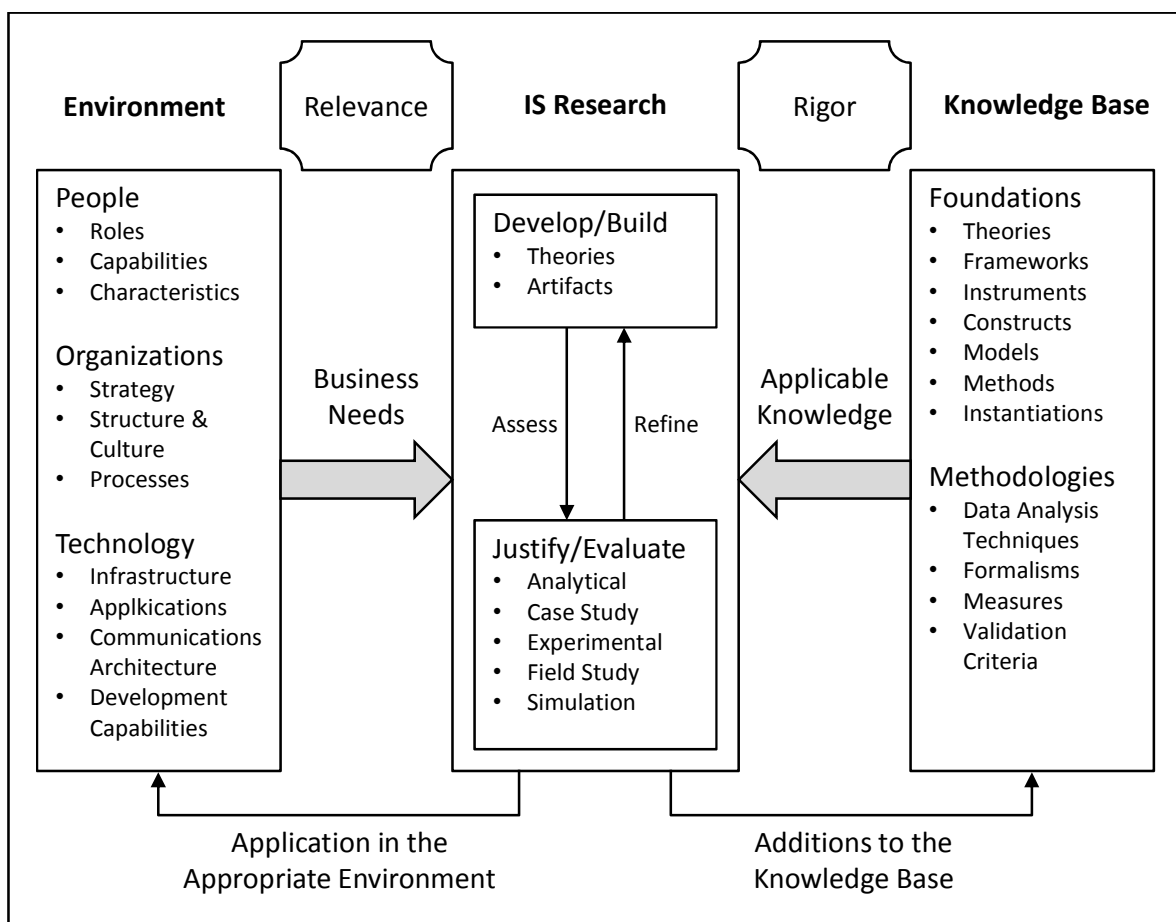 Environment
Relevance
IS Research
Rigor
Knowledge Base
People
• Roles
• Capabilities
• Characteristics
Organizations
• Strategy
• Structure &
Culture
• Processes
Technology
• Infrastructure
• Applkications
• Communications
Architecture
• Development
Capabilities
Business
Needs
Develop/Build
• Theories
• Artifacts
Assess
Refine
Justify/Evaluate
• Analytical
• Case Study
• Experimental
• Field Study
• Simulation
Applicable
Knowledge
Foundations
• Theories
• Frameworks
• Instruments
• Constructs
• Models
• Methods
• Instantiations
Methodologies
• Data Analysis
Techniques
• Formalisms
• Measures
• Validation
Criteria
Application in the
Appropriate Environment
Additions to the
Knowledge Base